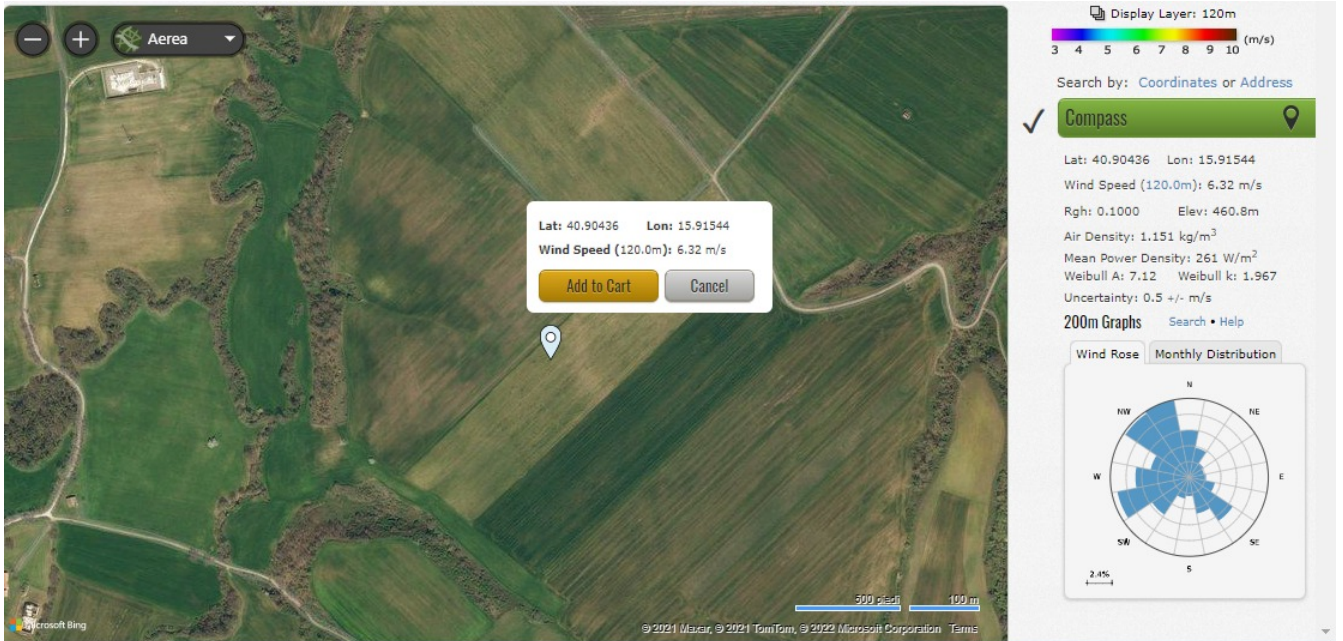 Aerea
Display Layer: 120m
3 4 5 6 7 8 9 10 (m/s)
Search by: Coordinates or Address
Compass
Lat: 40.90436 Lon: 15.91544
Wind Speed (120.0m): 6.32 m/s
Rgh: 0.1000 Elev: 460.8m
Air Density: 1.151 kg/m³
Mean Power Density: 261 W/m²
Weibull A: 7.12 Weibull k: 1.967
Uncertainty: 0.5 +/- m/s
200m Graphs Search • Help
Wind Rose Monthly Distribution
N
NW NE
W E
SW SE
S
2.4%
Lat: 40.90436 Lon: 15.91544
Wind Speed (120.0m): 6.32 m/s
Add to Cart Cancel
500 piedi 100 m
Microsoft Bing
© 2021 Maxar, © 2021 TomTom, © 2022 Microsoft Corporation Terms